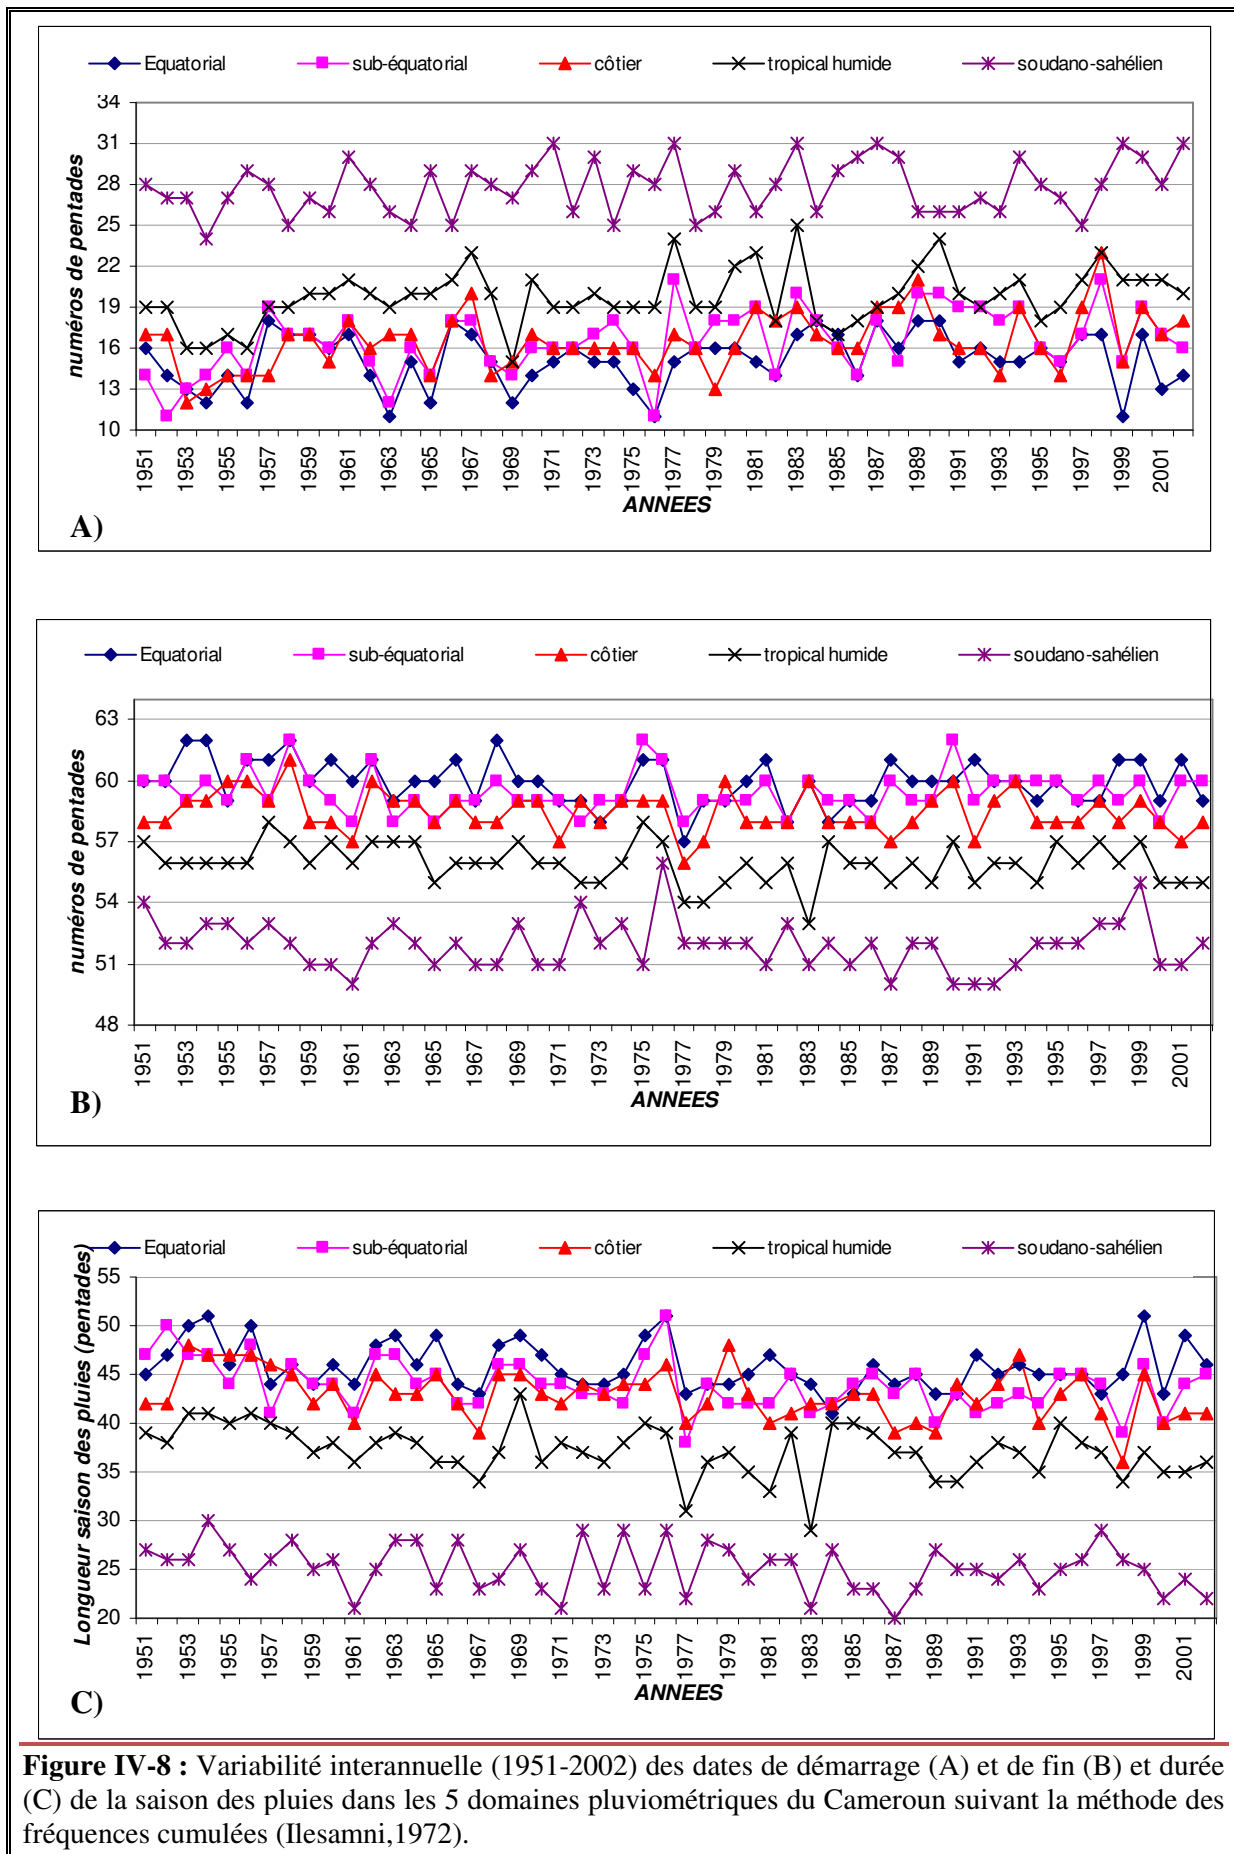 Equatorial sub-équatorial côtier tropical humide soudano-sahélien
34
31
28
25
22
19
16
13
10
numéros de pentades
1951 1953 1955 1957 1959 1961 1963 1965 1967 1969 1971 1973 1975 1977 1979 1981 1983 1985 1987 1989 1991 1993 1995 1997 1999 2001
ANNEES
A)
Equatorial sub-équatorial côtier tropical humide soudano-sahélien
63
60
57
54
51
48
numéros de pentades
1951 1953 1955 1957 1959 1961 1963 1965 1967 1969 1971 1973 1975 1977 1979 1981 1983 1985 1987 1989 1991 1993 1995 1997 1999 2001
ANNEES
B)
Equatorial sub-équatorial côtier tropical humide soudano-sahélien
55
50
45
40
35
30
25
20
Longueur saison des pluies (pentades)
1951 1953 1955 1957 1959 1961 1963 1965 1967 1969 1971 1973 1975 1977 1979 1981 1983 1985 1987 1989 1991 1993 1995 1997 1999 2001
ANNEES
C)
Figure IV-8 : Variabilité interannuelle (1951-2002) des dates de démarrage (A) et de fin (B) et durée
(C) de la saison des pluies dans les 5 domaines pluviométriques du Cameroun suivant la méthode des
fréquences cumulées (Ilesamni,1972).